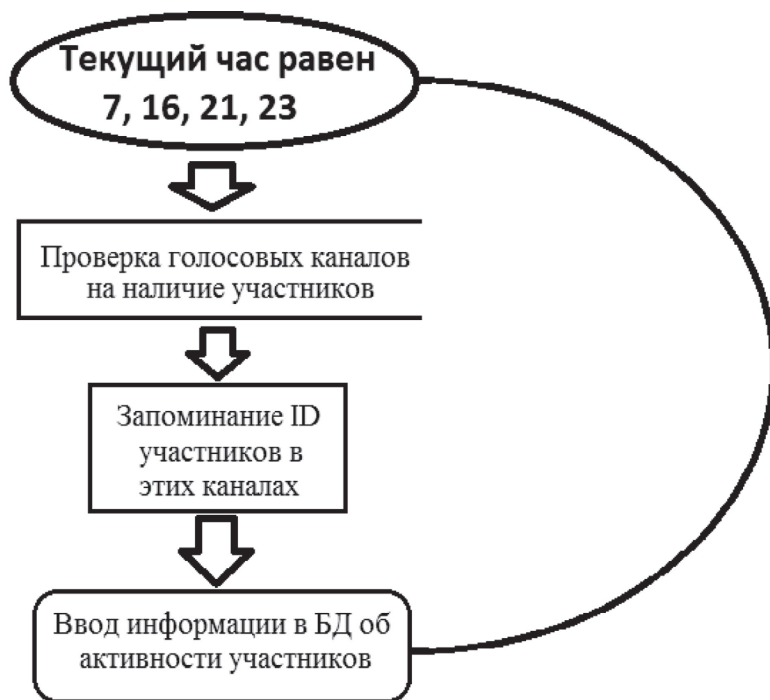 Текущий час равен
7, 16, 21, 23
Проверка голосовых каналов
на наличие участников
Запоминание ID
участников в
этих каналах
Ввод информации в БД об
активности участников